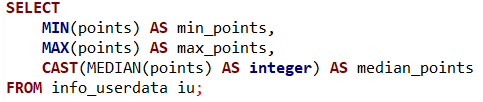 SELECT
    MIN(points) AS min_points,
    MAX(points) AS max_points,
    CAST(MEDIAN(points) AS integer) AS median_points
FROM info_userdata iu;